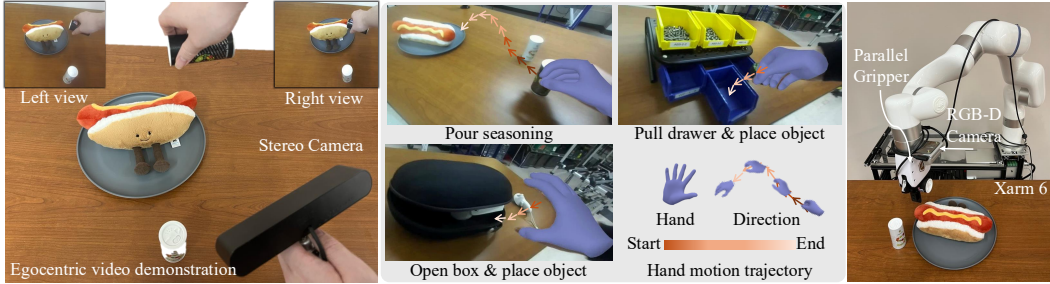 Left view
Right view
Stereo Camera
Egocentric video demonstration
Pour seasoning
Pull drawer & place object
Open box & place object
Hand
Direction
Start
End
Hand motion trajectory
Parallel
Gripper
RGB-D
Camera
Xarm 6